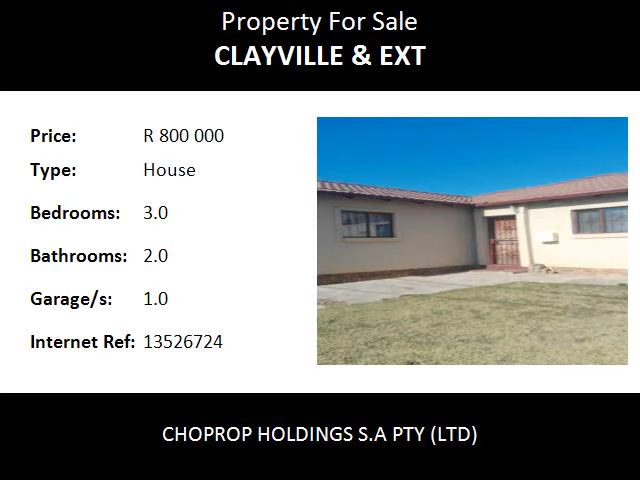 Property For Sale
CLAYVILLE & EXT
Price: R 800 000
Type: House
Bedrooms: 3.0
Bathrooms: 2.0
Garage/s: 1.0
Internet Ref: 13526724
CHOPROP HOLDINGS S.A PTY (LTD)